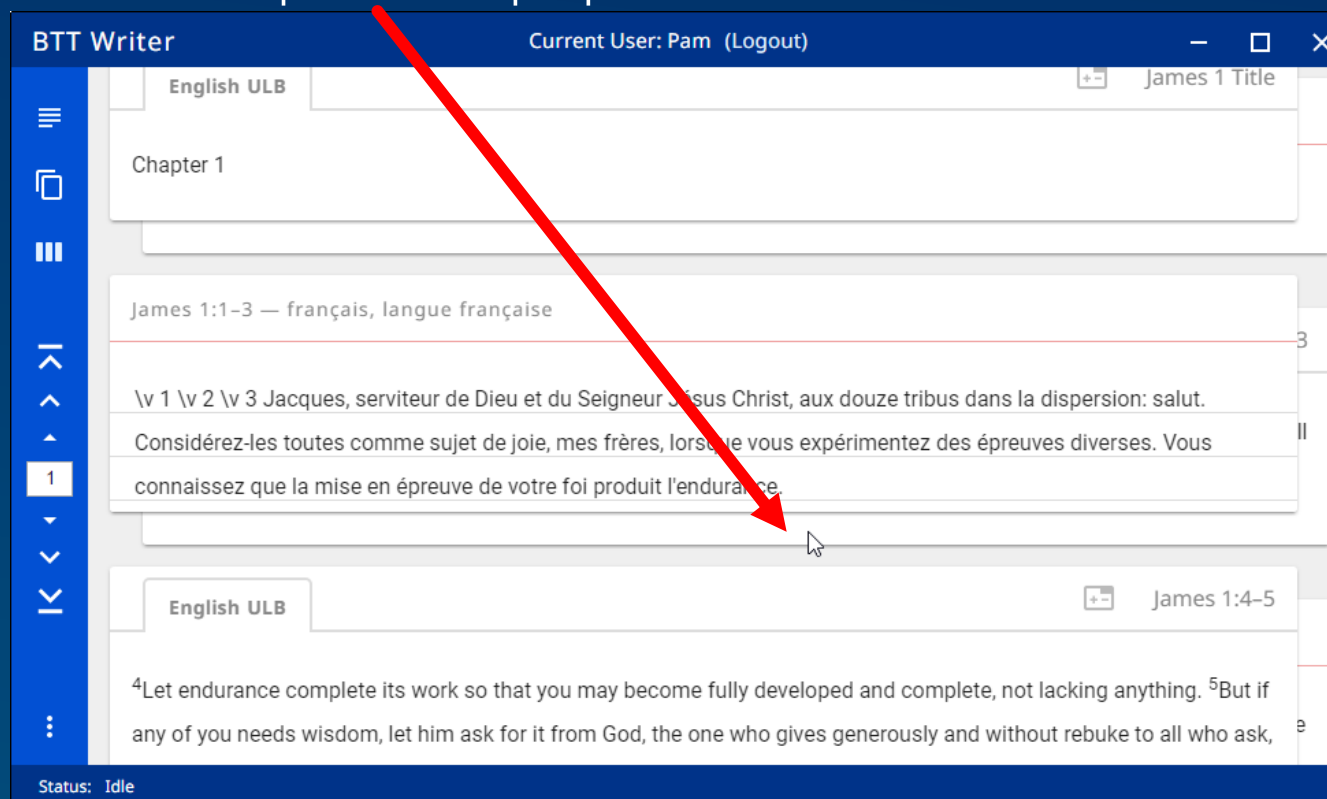 BTT Writer
Current User: Pam (Logout)
English ULB
James 1 Title
Chapter 1
James 1:1–3 — français, langue française
3
\v 1 \v 2 \v 3 Jacques, serviteur de Dieu et du Seigneur Jésus Christ, aux douze tribus dans la dispersion: salut.
Considérez-les toutes comme sujet de joie, mes frères, lorsque vous expérimentez des épreuves diverses. Vous
ll
connaissez que la mise en épreuve de votre foi produit l'endurance.
1
English ULB
James 1:4–5
⁴Let endurance complete its work so that you may become fully developed and complete, not lacking anything. ⁵But if
any of you needs wisdom, let him ask for it from God, the one who gives generously and without rebuke to all who ask,
e
Status: Idle